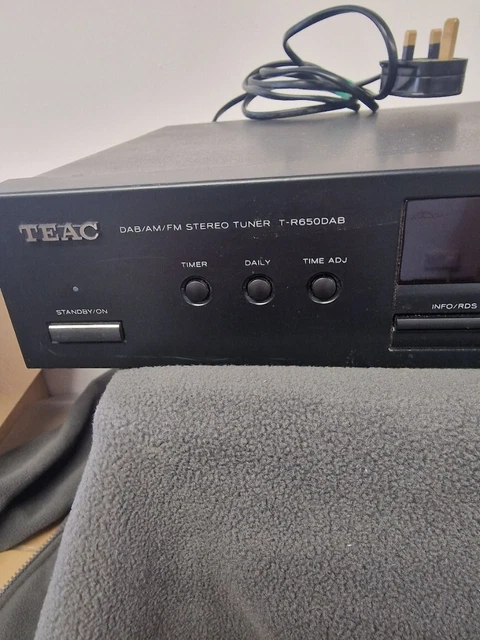 TEAC
DAB/AM/FM STEREO TUNER T-R650DAB
TIMER
DAILY
TIME ADJ
STANDBY/ON
INFO/RDS